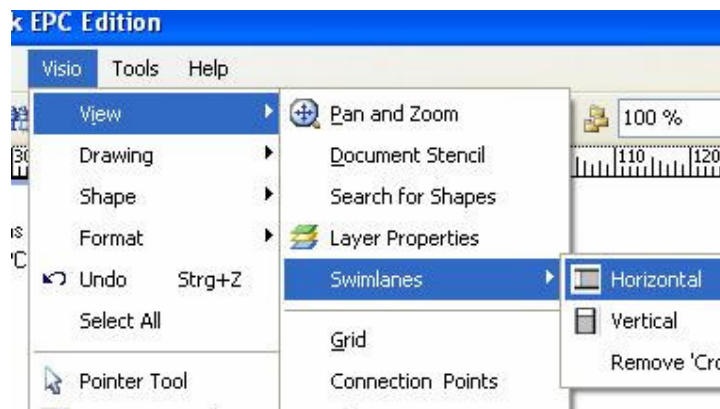 k EPC Edition
Visio Tools Help
View
Drawing
Shape
Format
Undo Strg+Z
Select All
Pointer Tool
Pan and Zoom
Document Stencil
Search for Shapes
Layer Properties
Swimlanes
Grid
Connection Points
Horizontal
Vertical
Remove 'Cro
100 %
110
120